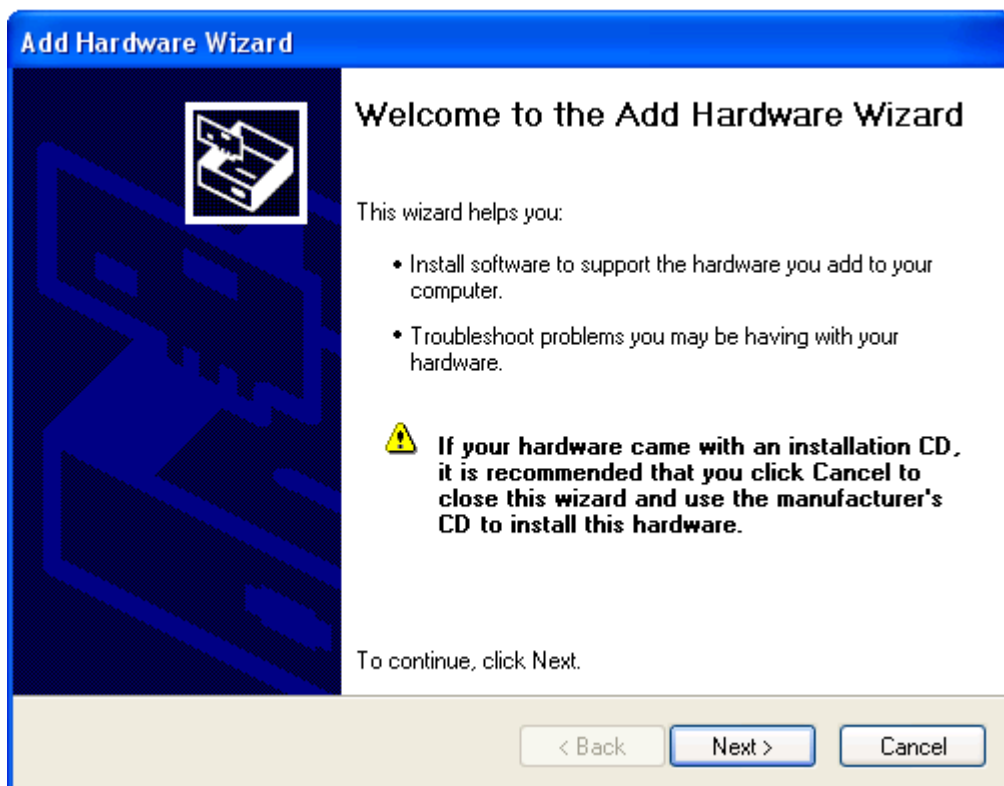 Add Hardware Wizard
Welcome to the Add Hardware Wizard
This wizard helps you:
• Install software to support the hardware you add to your
computer.
• Troubleshoot problems you may be having with your
hardware.
If your hardware came with an installation CD,
it is recommended that you click Cancel to
close this wizard and use the manufacturer's
CD to install this hardware.
To continue, click Next.
< Back Next > Cancel